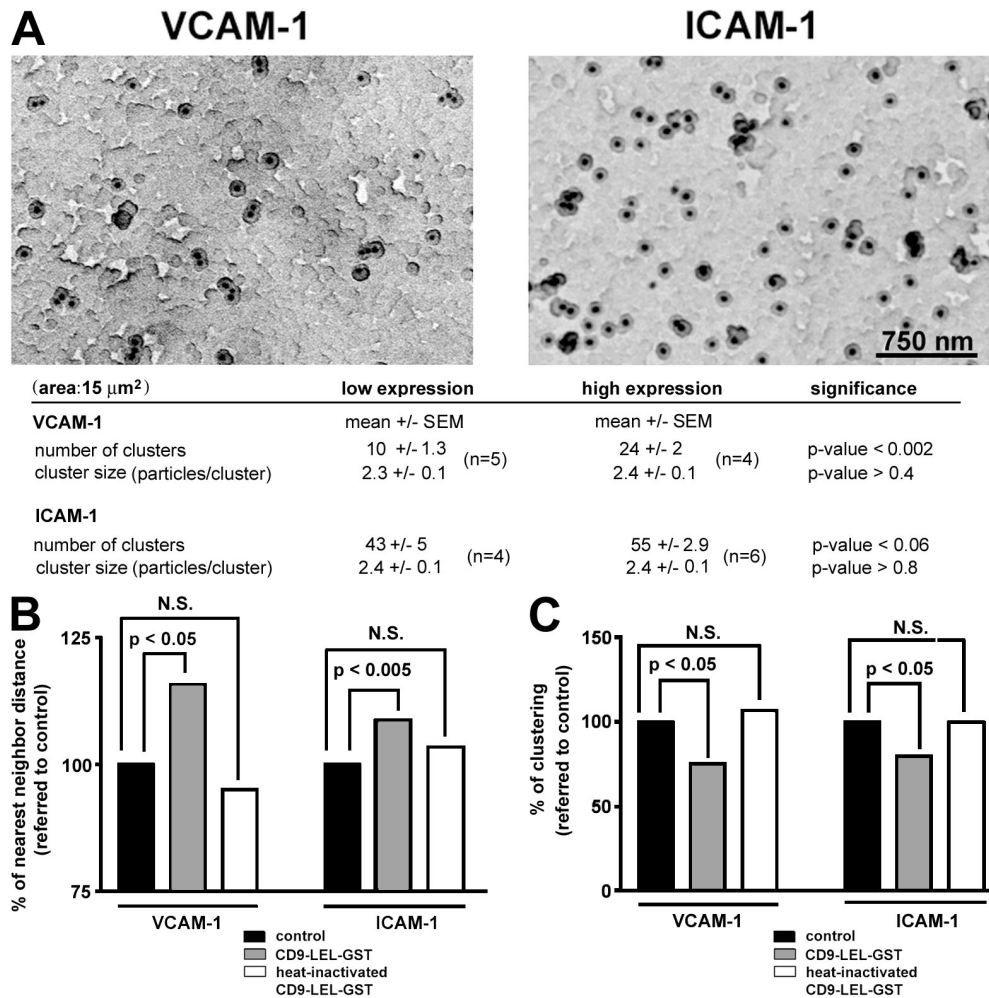 A
VCAM-1
ICAM-1
750 nm
(area:15 μm²) low expression high expression significance
VCAM-1 mean +/- SEM mean +/- SEM
number of clusters 10 +/- 1.3 (n=5) 24 +/- 2 (n=4) p-value < 0.002
cluster size (particles/cluster) 2.3 +/- 0.1 2.4 +/- 0.1 p-value > 0.4
ICAM-1
number of clusters 43 +/- 5 (n=4) 55 +/- 2.9 (n=6) p-value < 0.06
cluster size (particles/cluster) 2.4 +/- 0.1 2.4 +/- 0.1 p-value > 0.8
B
% of nearest neighbor distance
(referred to control)
125
100
75
N.S.
p < 0.05
N.S.
p < 0.005
VCAM-1
ICAM-1
control
CD9-LEL-GST
heat-inactivated
CD9-LEL-GST
C
% of clustering
(referred to control)
150
100
50
0
N.S.
p < 0.05
N.S.
p < 0.05
VCAM-1
ICAM-1
control
CD9-LEL-GST
heat-inactivated
CD9-LEL-GST